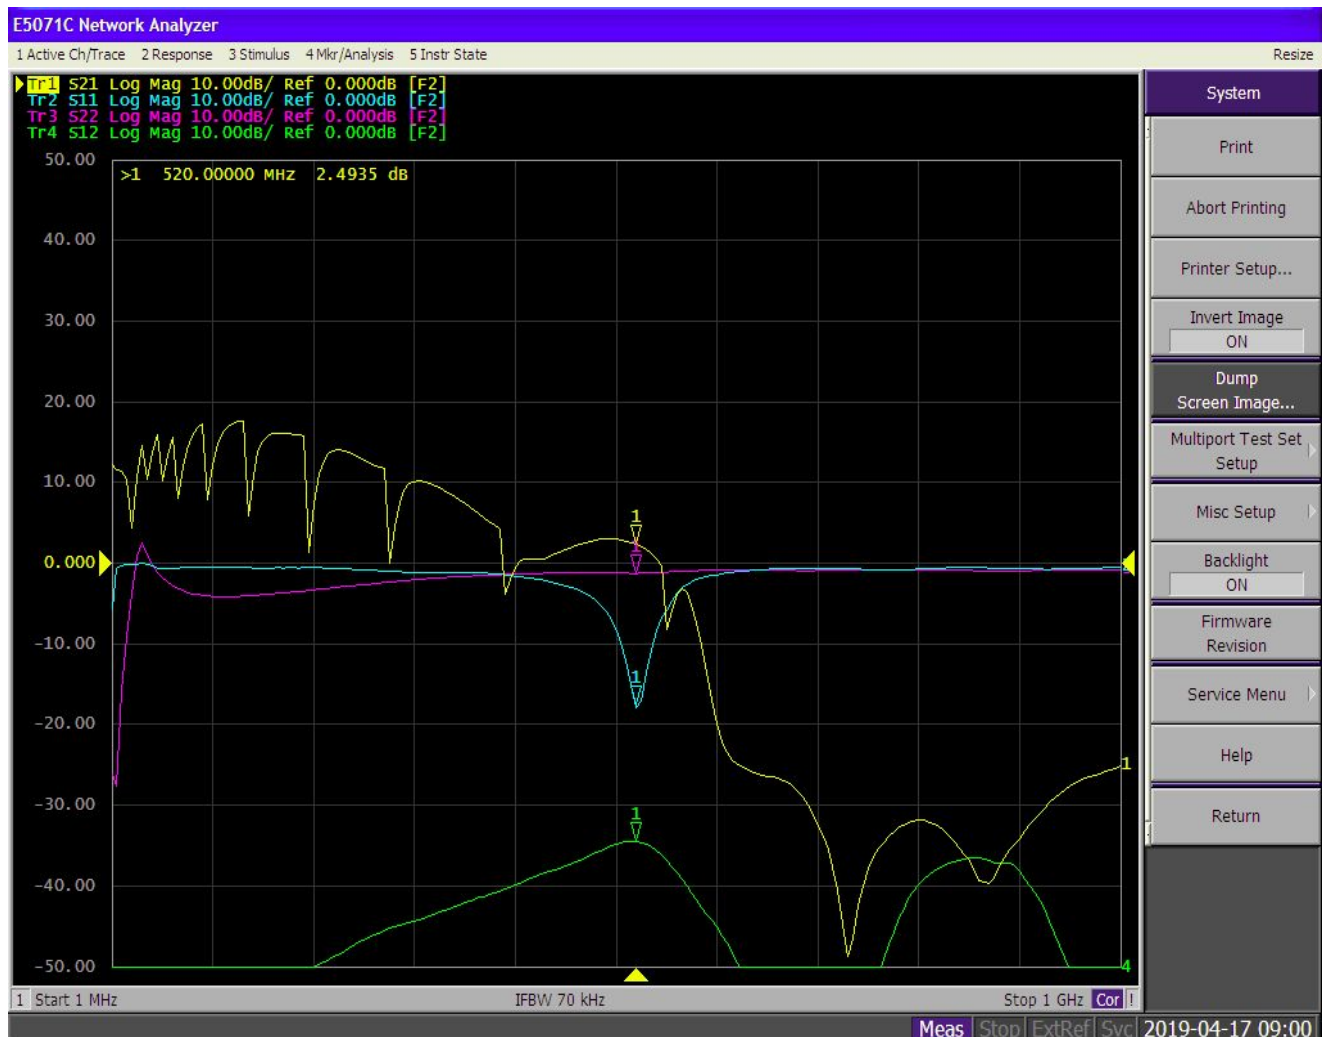 E5071C Network Analyzer
1 Active Ch/Trace 2 Response 3 Stimulus 4 Mkr/Analysis 5 Instr State Resize
Tr1 S21 Log Mag 10.00dB/ Ref 0.000dB [F2]
Tr2 S11 Log Mag 10.00dB/ Ref 0.000dB [F2]
Tr3 S22 Log Mag 10.00dB/ Ref 0.000dB [F2]
Tr4 S12 Log Mag 10.00dB/ Ref 0.000dB [F2]
50.00
>1 520.00000 MHz 2.4935 dB
40.00
30.00
20.00
10.00
0.000
-10.00
-20.00
-30.00
-40.00
-50.00
1
1
1
1
1
4
1 Start 1 MHz IFBW 70 kHz Stop 1 GHz Cor !
Meas Stop ExtRef Svc 2019-04-17 09:00
System
Print
Abort Printing
Printer Setup...
Invert Image
ON
Dump
Screen Image...
Multiport Test Set
Setup
Misc Setup
Backlight
ON
Firmware
Revision
Service Menu
Help
Return